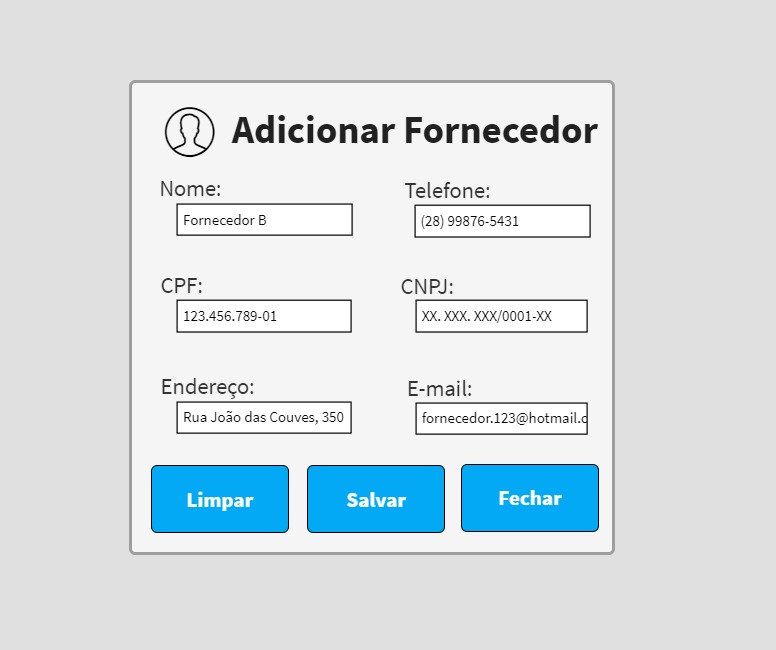 Adicionar Fornecedor
Nome:
Telefone:
Fornecedor B
(28) 99876-5431
CPF:
CNPJ:
123.456.789-01
XX. XXX. XXX/0001-XX
Endereço:
E-mail:
Rua João das Couves, 350
fornecedor.123@hotmail.c
Limpar
Salvar
Fechar